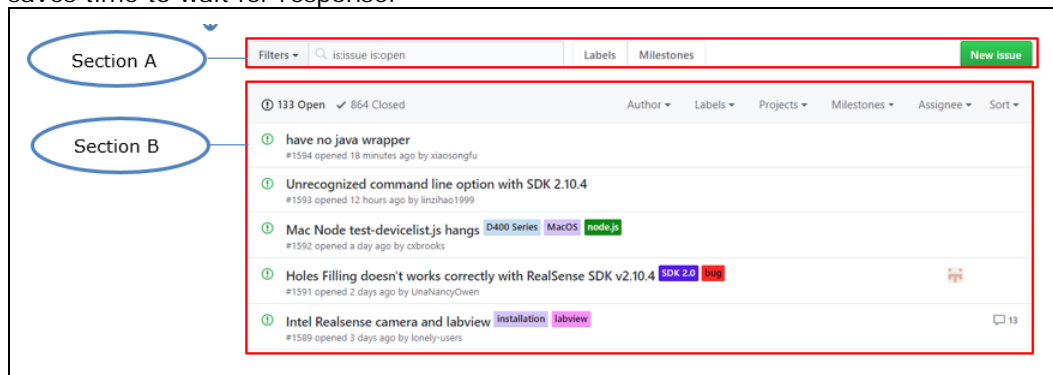 saves time to wait for response.
Section A
Filters
is:issue is:open
Labels
Milestones
New issue
133 Open
864 Closed
Author
Labels
Projects
Milestones
Assignee
Sort
Section B
have no java wrapper
#1594 opened 18 minutes ago by xiaosongfu
Unrecognized command line option with SDK 2.10.4
#1593 opened 12 hours ago by linzihao1999
Mac Node test-devicelist.js hangs D400 Series MacOS node.js
#1592 opened a day ago by cxbrooks
Holes Filling doesn't works correctly with RealSense SDK v2.10.4 SDK 2.0 bug
#1591 opened 2 days ago by UnaNancyOwen
Intel Realsense camera and labview installation labview
13
#1589 opened 3 days ago by lonely-users